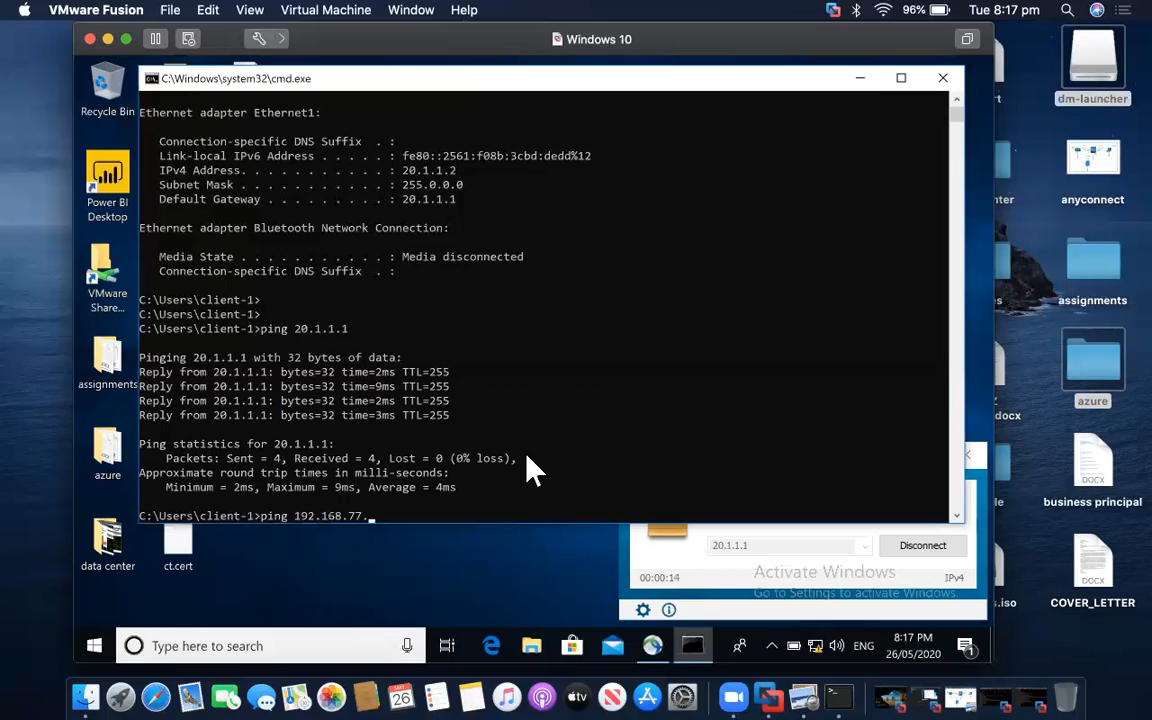 VMware Fusion File Edit View Virtual Machine Window Help 96% Tue 8:17 pm
Windows 10
C:\Windows\system32\cmd.exe
Ethernet adapter Ethernet1:
Connection-specific DNS Suffix . :
Link-local IPv6 Address . . . . . : fe80::2561:f08b:3cbd:dedd%12
IPv4 Address. . . . . . . . . . . : 20.1.1.2
Subnet Mask . . . . . . . . . . . : 255.0.0.0
Default Gateway . . . . . . . . . : 20.1.1.1
Ethernet adapter Bluetooth Network Connection:
Media State . . . . . . . . . . . : Media disconnected
Connection-specific DNS Suffix . :
C:\Users\client-1>
C:\Users\client-1>
C:\Users\client-1>ping 20.1.1.1
Pinging 20.1.1.1 with 32 bytes of data:
Reply from 20.1.1.1: bytes=32 time=2ms TTL=255
Reply from 20.1.1.1: bytes=32 time=9ms TTL=255
Reply from 20.1.1.1: bytes=32 time=2ms TTL=255
Reply from 20.1.1.1: bytes=32 time=3ms TTL=255
Ping statistics for 20.1.1.1:
Packets: Sent = 4, Received = 4, Lost = 0 (0% loss),
Approximate round trip times in milli-seconds:
Minimum = 2ms, Maximum = 9ms, Average = 4ms
C:\Users\client-1>ping 192.168.77.
Recycle Bin
Power BI
Desktop
VMware
Share...
assignments
azure
data center
ct.cert
20.1.1.1
Disconnect
00:00:14
IPv4
Activate Windows
Go to Settings to activate Windows.
dm-launcher
anyconnect
assignments
azure
DOCX
business principal
DOCX
COVER_LETTER
rt
nter
es
Z
docx
le
s.iso
Type here to search
ENG
8:17 PM
26/05/2020
1
SAT
26